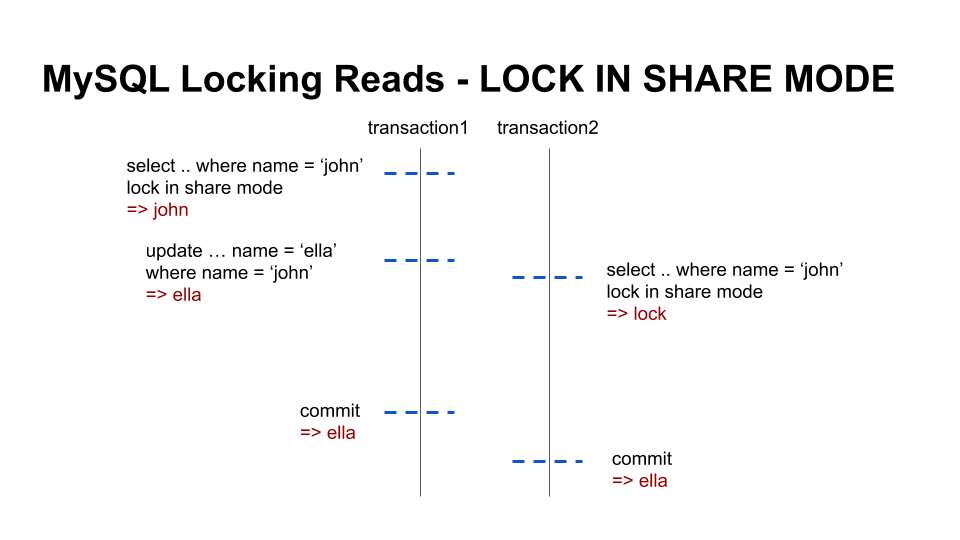 MySQL Locking Reads - LOCK IN SHARE MODE
transaction1
transaction2
select .. where name = ‘john’
lock in share mode
=> john
update … name = ‘ella’
where name = ‘john’
=> ella
select .. where name = ‘john’
lock in share mode
=> lock
commit
=> ella
commit
=> ella